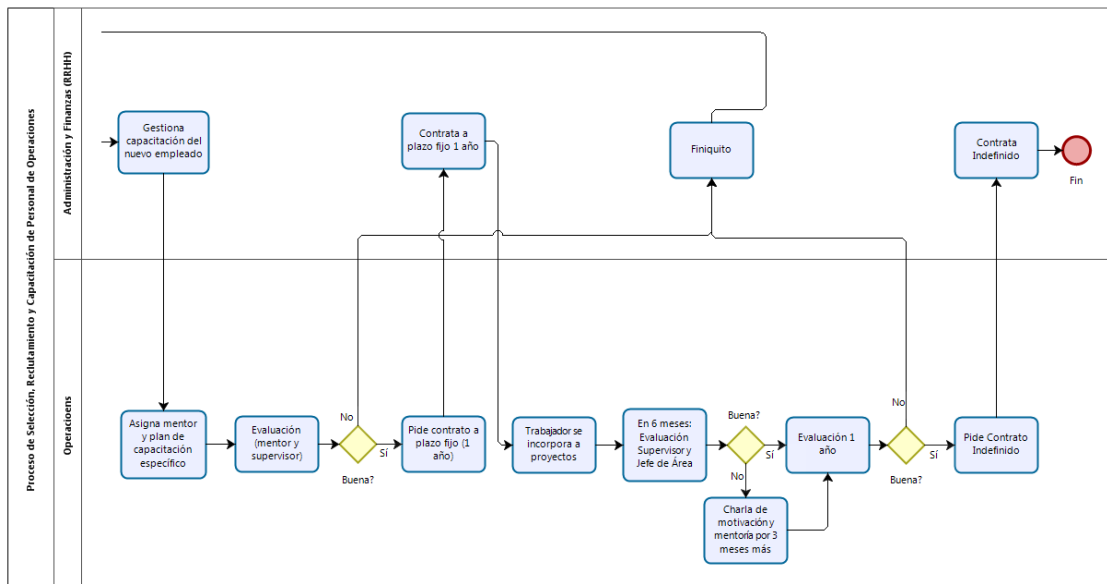 Proceso de Selección, Reclutamiento y Capacitación de Personal de Operaciones
Administración y Finanzas (RRHH)
Gestiona
capacitación del
nuevo empleado
Contrata a
plazo fijo 1 año
Finiquito
Contrata
Indefinido
Fin
Operacioens
Asigna mentor
y plan de
capacitación
específico
Evaluación
(mentor y
supervisor)
No
Sí
Buena?
Pide contrato a
plazo fijo (1
año)
Trabajador se
incorpora a
proyectos
En 6 meses:
Evaluación
Supervisor y
Jefe de Área
Buena?
Sí
No
Charla de
motivación y
mentoría por 3
meses más
Evaluación 1
año
No
Sí
Buena?
Pide Contrato
Indefinido